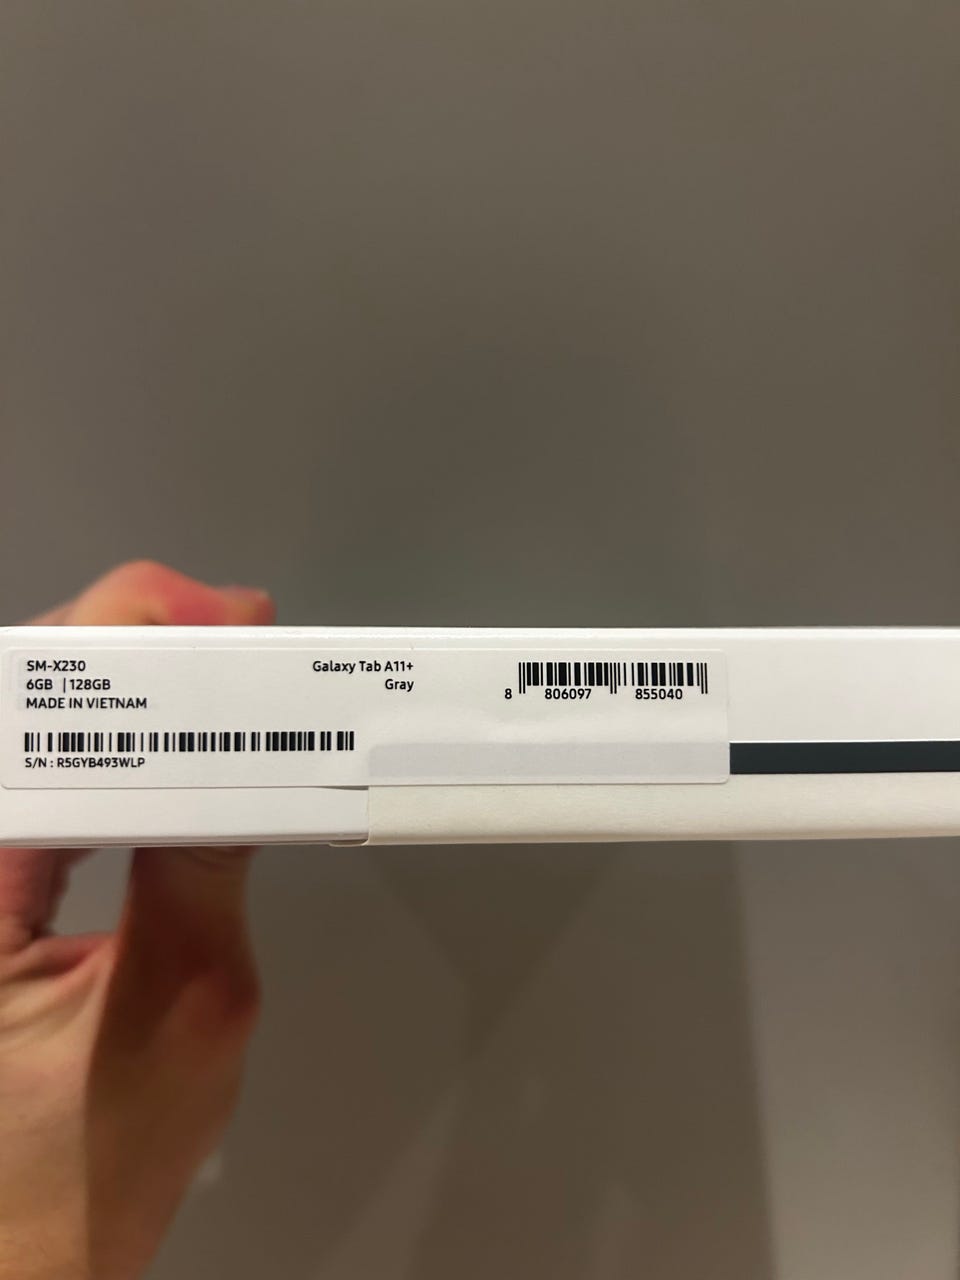 SM-X230
6GB | 128GB
MADE IN VIETNAM
S/N : R5GYB493WLP
Galaxy Tab A11+
Gray
8 806097 855040